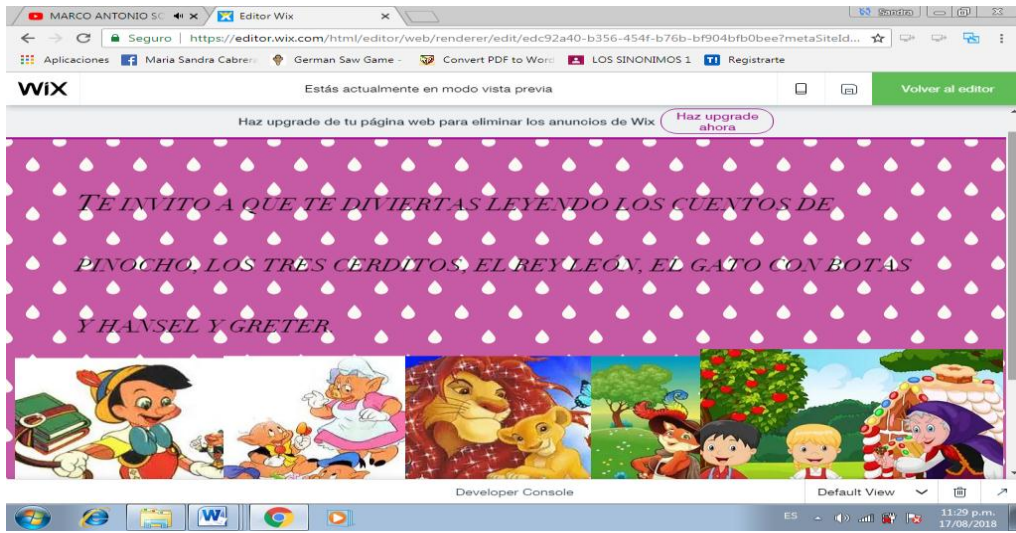 MARCO ANTONIO SO
Editor Wix
Sandra
Seguro | https://editor.wix.com/html/editor/web/renderer/edit/edc92a40-b356-454f-b76b-bf904bfb0bee?metaSiteId...
Aplicaciones Maria Sandra Cabrer German Saw Game - Convert PDF to Word LOS SINONIMOS 1 T! Registrarte
WiX Estás actualmente en modo vista previa Volver al editor
Haz upgrade de tu página web para eliminar los anuncios de Wix Haz upgrade ahora
TE INVITO A QUE TE DIVIERTAS LEYENDO LOS CUENTOS DE
PINOCHO, LOS TRES CERDITOS, EL REY LEÓN, EL GATO CON BOTAS
Y HANSEL Y GRETER.
Developer Console Default View
ES 11:29 p.m.
17/08/2018